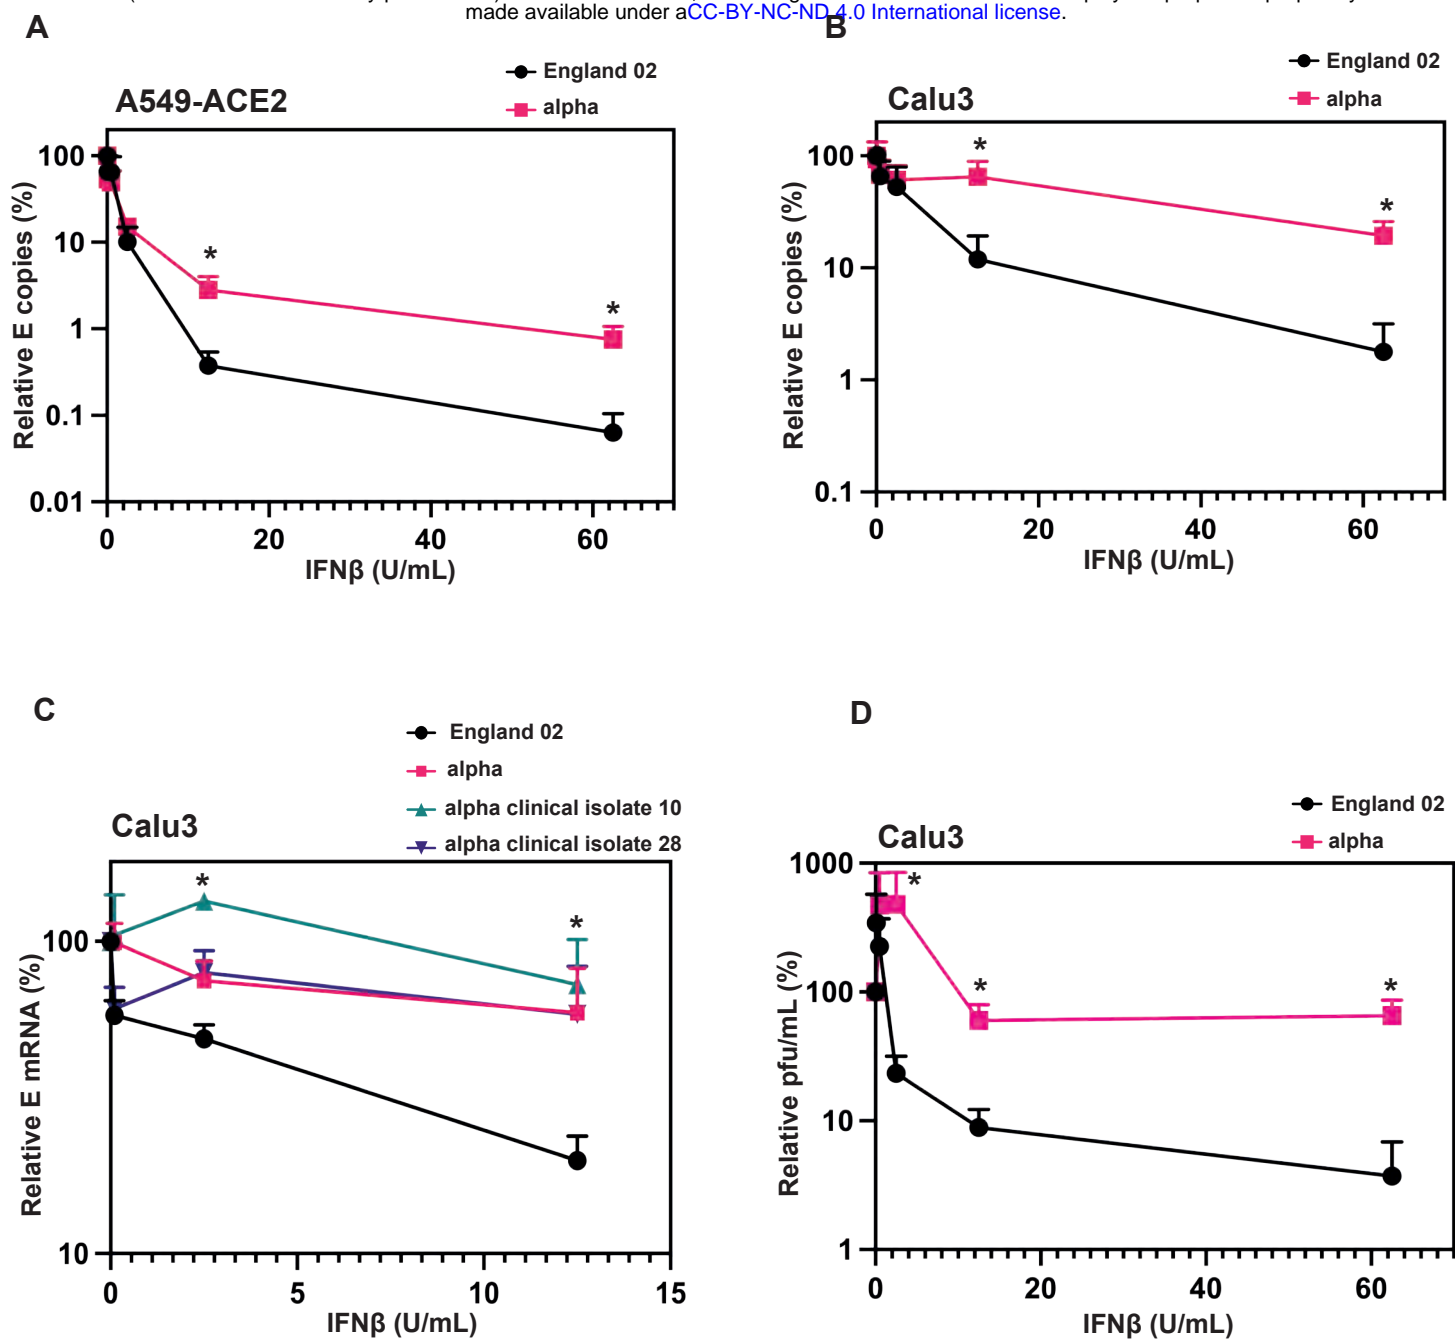 made available under aCC-BY-NC-ND 4.0 International license.
A
England 02
alpha
A549-ACE2
100
10
1
0.1
0.01
Relative E copies (%)
*
*
0 20 40 60
IFNβ (U/mL)
B
England 02
alpha
Calu3
100
10
1
0.1
Relative E copies (%)
*
*
0 20 40 60
IFNβ (U/mL)
C
England 02
alpha
alpha clinical isolate 10
alpha clinical isolate 28
Calu3
100
10
Relative E mRNA (%)
*
*
0 5 10 15
IFNβ (U/mL)
D
England 02
alpha
Calu3
1000
100
10
1
Relative pfu/mL (%)
*
*
*
0 20 40 60
IFNβ (U/mL)